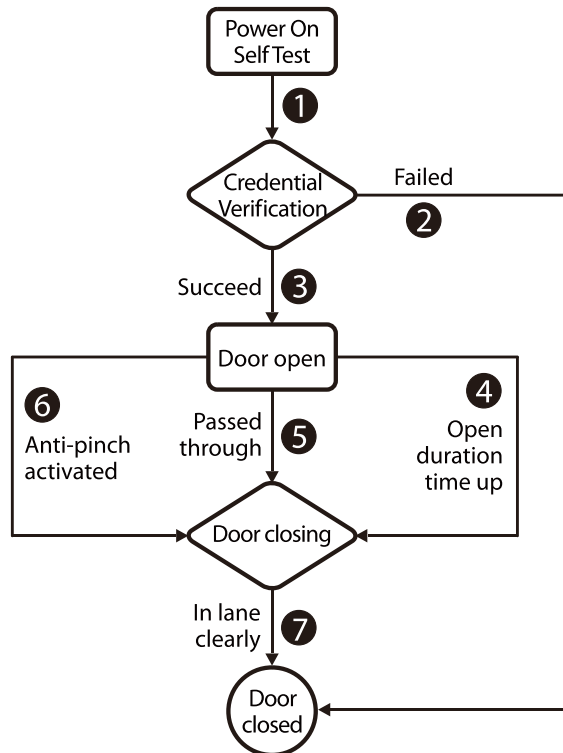 Power On
Self Test
1
Credential
Verification
Failed
2
Succeed
3
Door open
6
Anti-pinch
activated
Passed
through
5
4
Open
duration
time up
Door closing
In lane
clearly
7
Door
closed